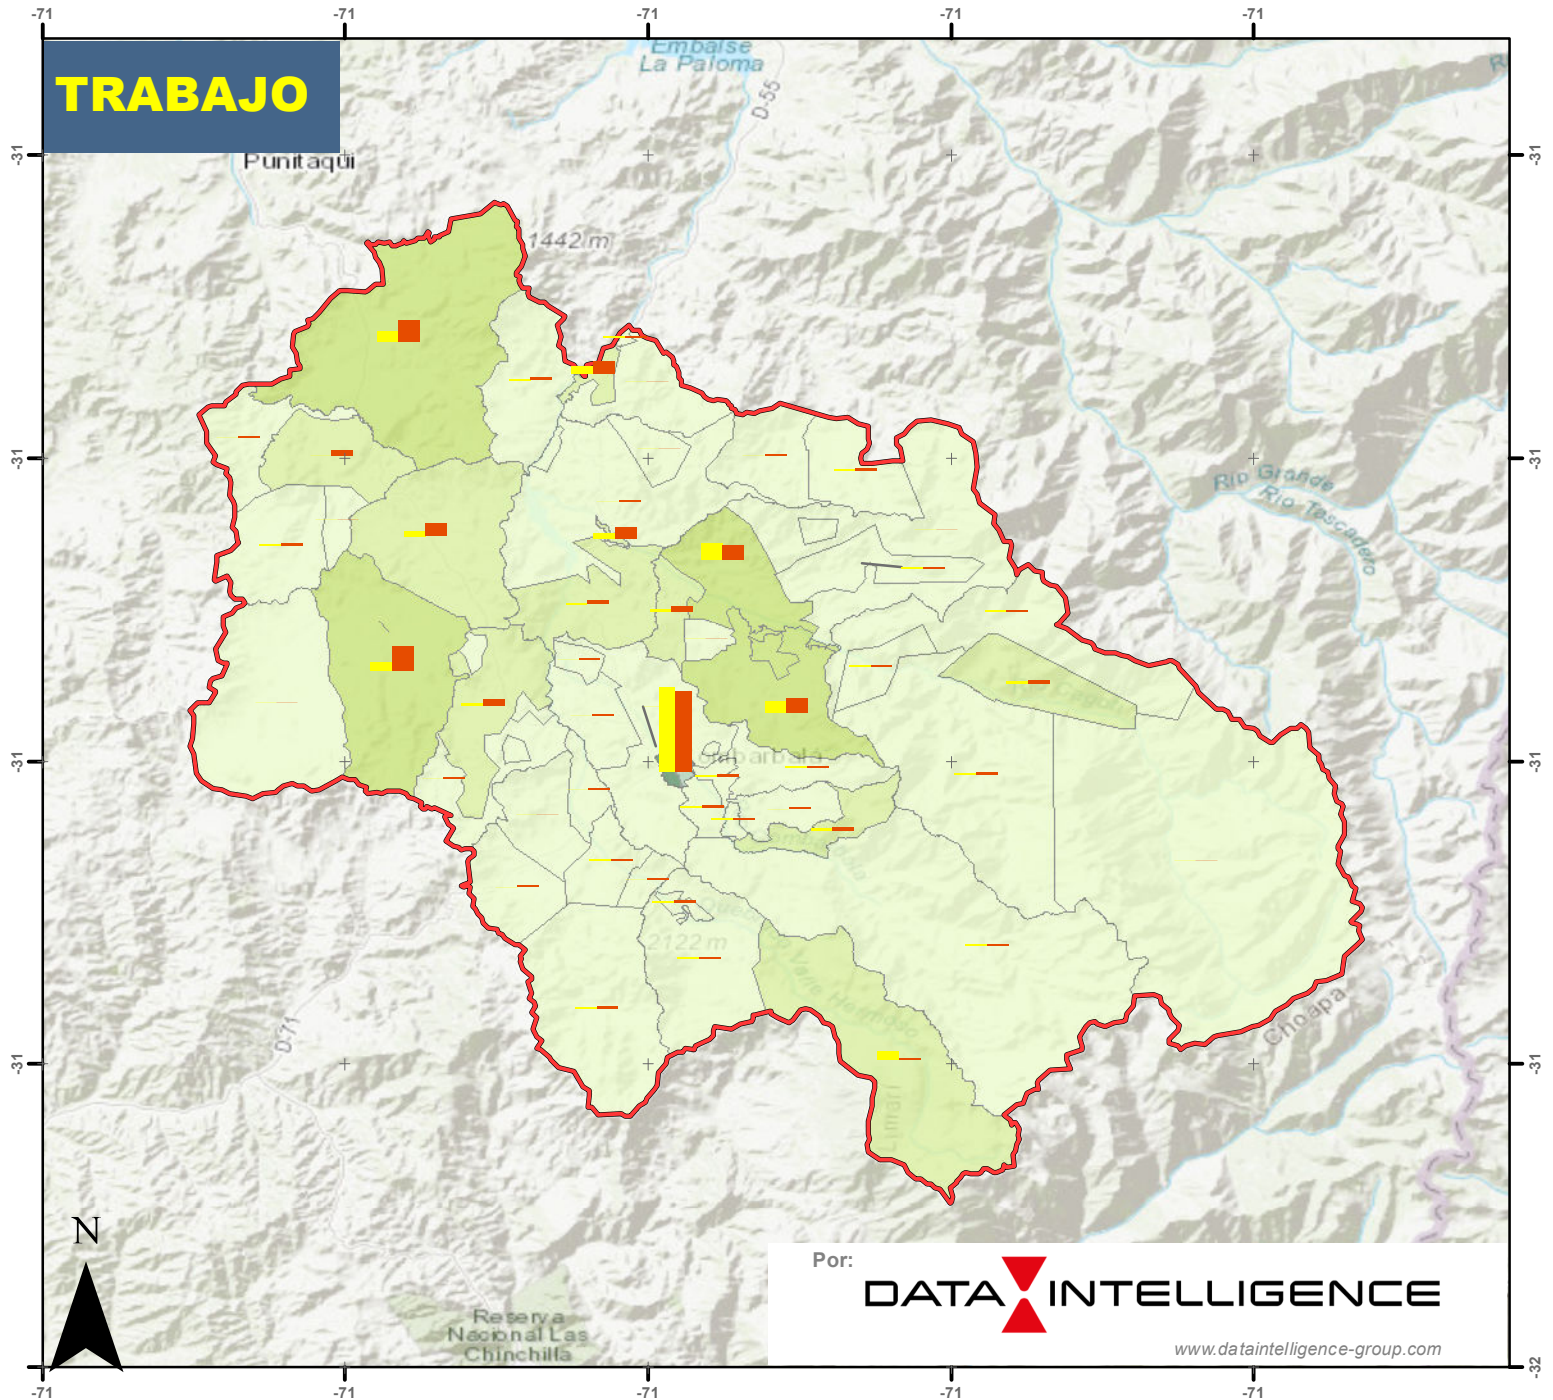 -71 -71 -71 -71 -71
TRABAJO
Embalse
La Paloma
D-55
Punitaqui
-31 -31
1442 m
-31 -31
Rio Grande
Rio Tascadero
-31 -31
2122 m
Choapa
D-71
-31 -31
N
Por:
DATA INTELLIGENCE
www.dataintelligence-group.com
Reserva
Nacional Las
Chinchilla
-32
-71 -71 -71 -71 -71